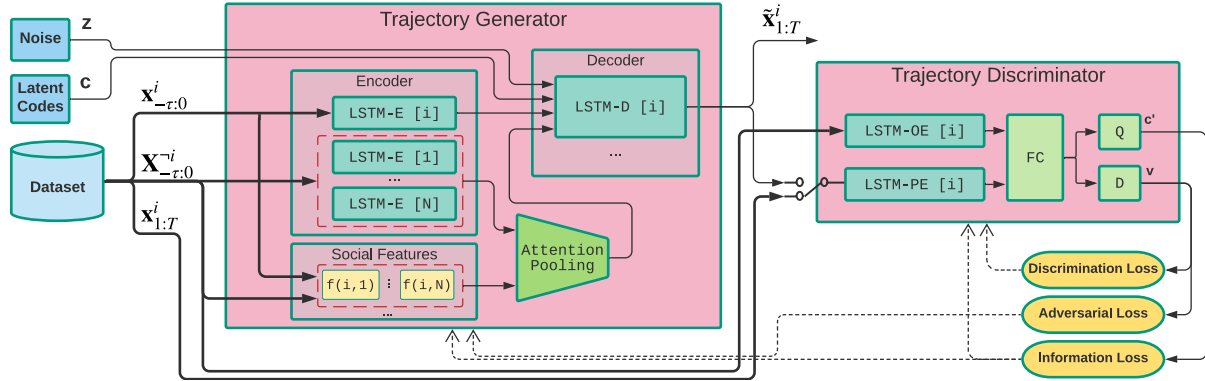 Noise
z
Latent
Codes
c
Dataset
x^i_{-τ:0}
X^{¬i}_{-τ:0}
x^i_{1:T}
Trajectory Generator
Encoder
LSTM-E [i]
LSTM-E [1]
...
LSTM-E [N]
Social Features
f(i,1)
⋮
f(i,N)
...
Attention
Pooling
Decoder
LSTM-D [i]
...
x̃^i_{1:T}
Trajectory Discriminator
LSTM-OE [i]
LSTM-PE [i]
FC
Q
c'
D
v
Discrimination Loss
Adversarial Loss
Information Loss